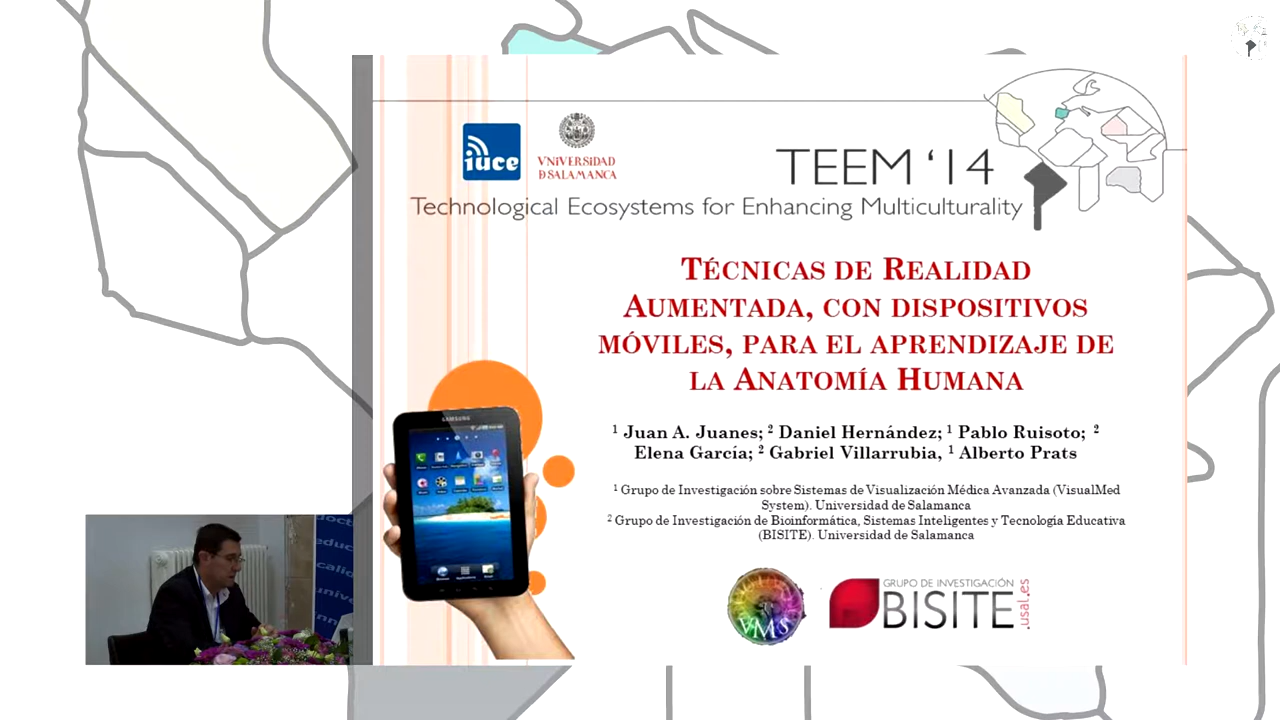 iuce
VNIVERSIDAD
D SALAMANCA
TEEM ‘14
Technological Ecosystems for Enhancing Multiculturality
TÉCNICAS DE REALIDAD
AUMENTADA, CON DISPOSITIVOS
MÓVILES, PARA EL APRENDIZAJE DE
LA ANATOMÍA HUMANA
¹ Juan A. Juanes; ² Daniel Hernández; ¹ Pablo Ruisoto; ²
Elena García; ² Gabriel Villarrubia, ¹ Alberto Prats
¹ Grupo de Investigación sobre Sistemas de Visualización Médica Avanzada (VisualMed
System). Universidad de Salamanca
² Grupo de Investigación de Bioinformática, Sistemas Inteligentes y Tecnología Educativa
(BISITE). Universidad de Salamanca
SAMSUNG
VMS
GRUPO DE INVESTIGACIÓN
BISITE
.usal.es
educ